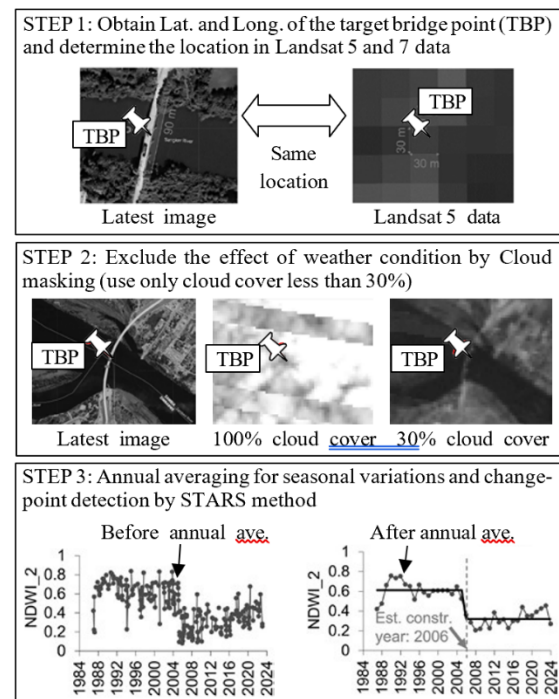 STEP 1: Obtain Lat. and Long. of the target bridge point (TBP)
and determine the location in Landsat 5 and 7 data
TBP
90 m
TBP
30 m
30 m
Same
location
Latest image
Landsat 5 data
STEP 2: Exclude the effect of weather condition by Cloud
masking (use only cloud cover less than 30%)
TBP
TBP
TBP
Latest image
100% cloud cover
30% cloud cover
STEP 3: Annual averaging for seasonal variations and change-
point detection by STARS method
Before annual ave.
After annual ave.
NDWI_2
1
0.8
0.6
0.4
0.2
0
1984
1988
1992
1996
2000
2004
2008
2012
2016
2020
2024
NDWI_2
1.0
0.8
0.6
0.4
0.2
0.0
Est. constr.
year: 2006
1984
1988
1992
1996
2000
2004
2008
2012
2016
2020
2024